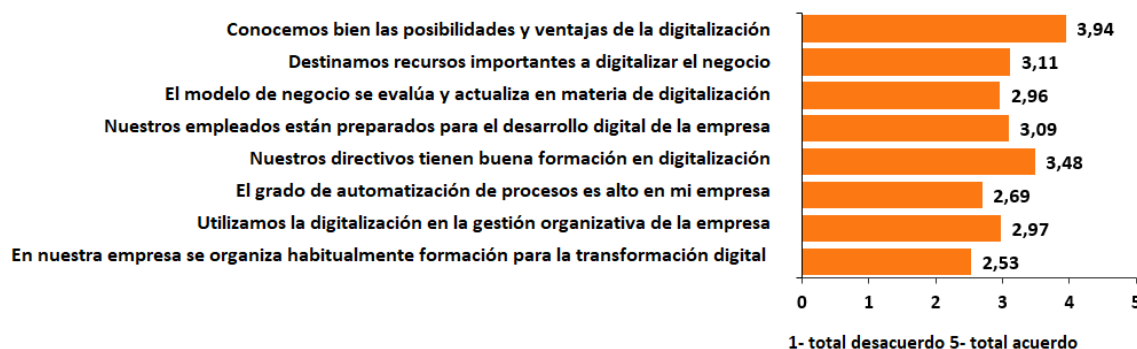 Conocemos bien las posibilidades y ventajas de la digitalización 3,94
Destinamos recursos importantes a digitalizar el negocio 3,11
El modelo de negocio se evalúa y actualiza en materia de digitalización 2,96
Nuestros empleados están preparados para el desarrollo digital de la empresa 3,09
Nuestros directivos tienen buena formación en digitalización 3,48
El grado de automatización de procesos es alto en mi empresa 2,69
Utilizamos la digitalización en la gestión organizativa de la empresa 2,97
En nuestra empresa se organiza habitualmente formación para la transformación digital 2,53
0 1 2 3 4 5
1- total desacuerdo 5- total acuerdo